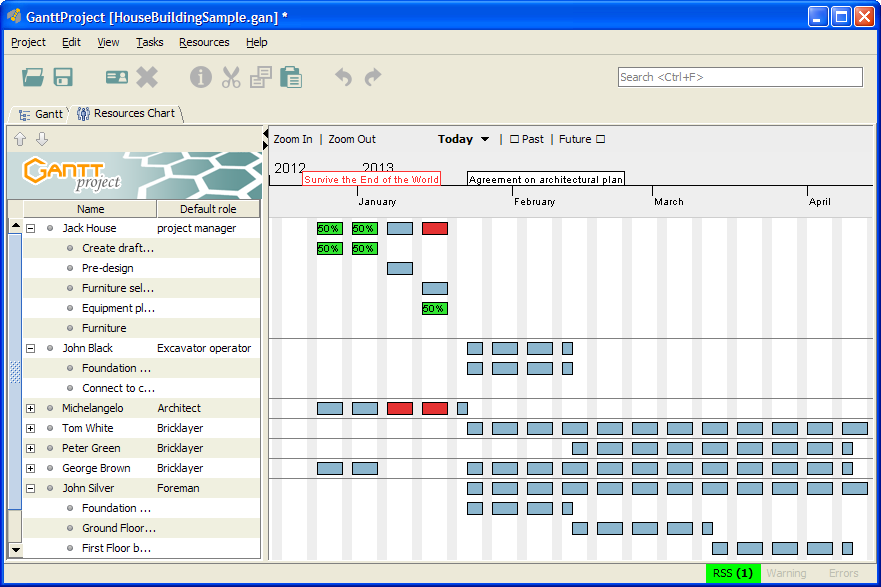 GanttProject [HouseBuildingSample.gan] *
Project Edit View Tasks Resources Help
Search <Ctrl+F>
Gantt Resources Chart
Zoom In | Zoom Out Today | Past | Future
GANTT project
2012 2013
Survive the End of the World Agreement on architectural plan
January February March April
Name Default role
Jack House project manager 50% 50%
Create draft... 50% 50%
Pre-design
Furniture sel...
Equipment pl... 50%
Furniture
John Black Excavator operator
Foundation ...
Connect to c...
Michelangelo Architect
Tom White Bricklayer
Peter Green Bricklayer
George Brown Bricklayer
John Silver Foreman
Foundation ...
Ground Floor...
First Floor b...
RSS (1) Warning Errors